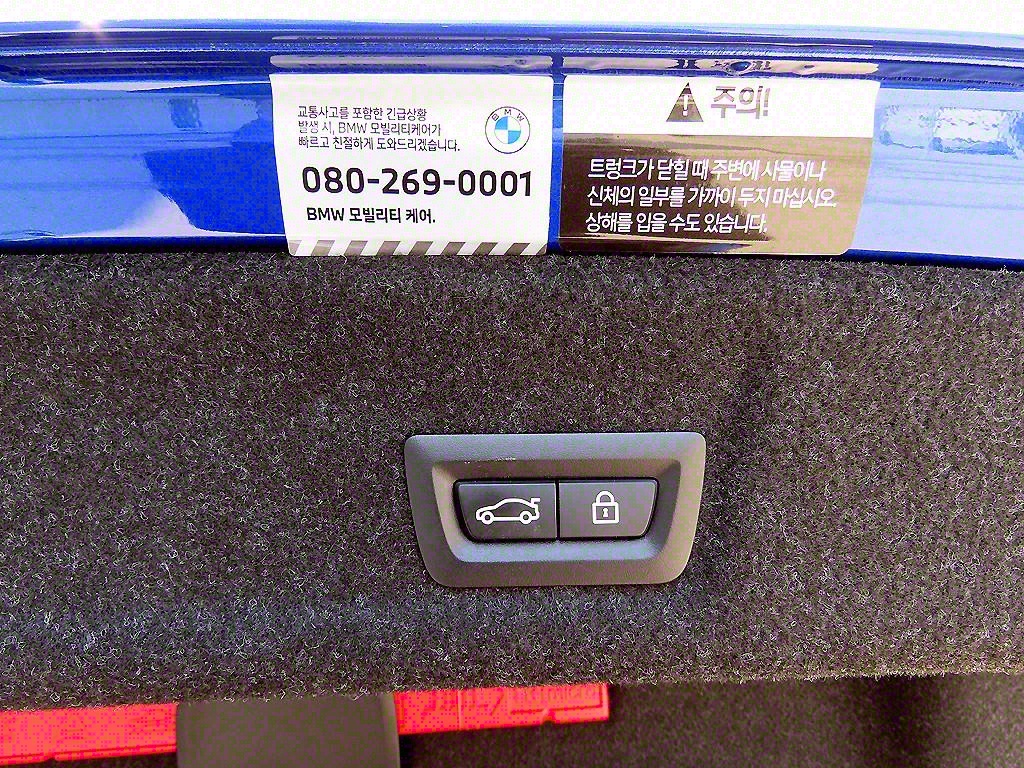 교통사고를 포함한 긴급상황
발생 시, BMW 모빌리티케어가
빠르고 친절하게 도와드리겠습니다.
BMW
080-269-0001
BMW 모빌리티 케어.
주의!
트렁크가 닫힐 때 주변에 사물이나
신체의 일부를 가까이 두지 마십시오.
상해를 입을 수도 있습니다.